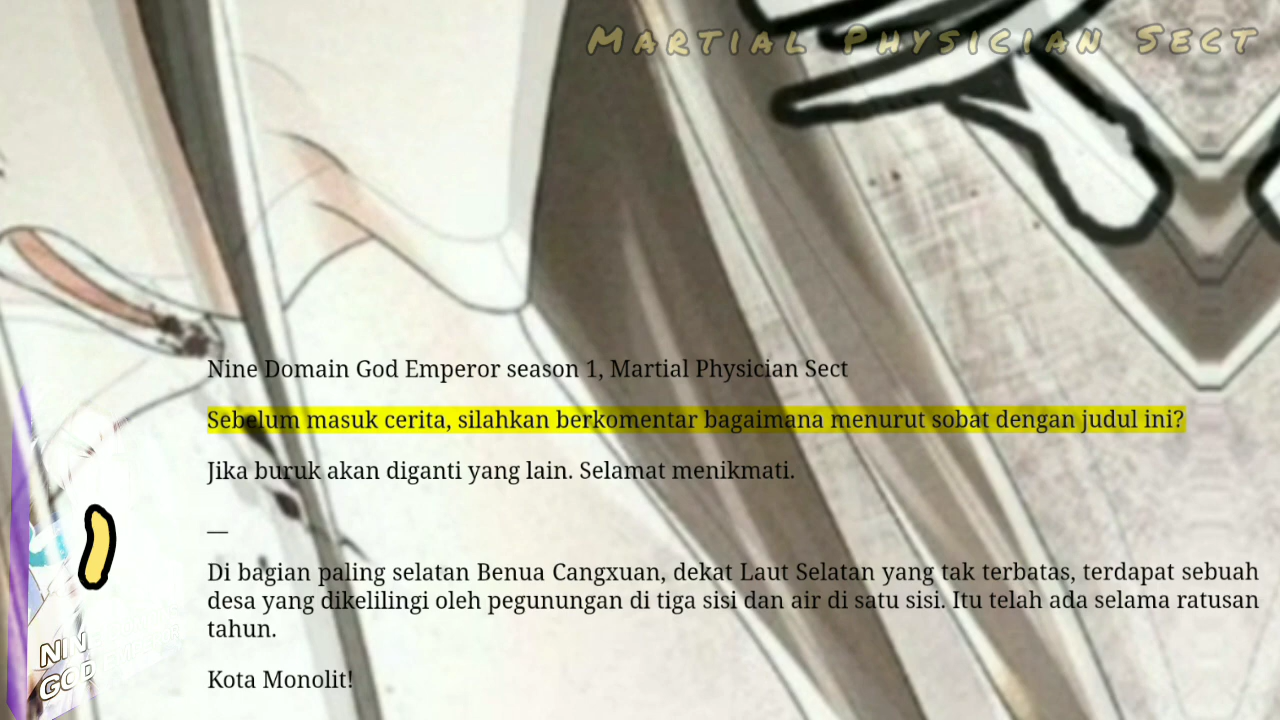 Martial Physician Sect
Nine Domain God Emperor season 1, Martial Physician Sect
Sebelum masuk cerita, silahkan berkomentar bagaimana menurut sobat dengan judul ini?
Jika buruk akan diganti yang lain. Selamat menikmati.
—
Di bagian paling selatan Benua Cangxuan, dekat Laut Selatan yang tak terbatas, terdapat sebuah
desa yang dikelilingi oleh pegunungan di tiga sisi dan air di satu sisi. Itu telah ada selama ratusan
tahun.
Kota Monolit!